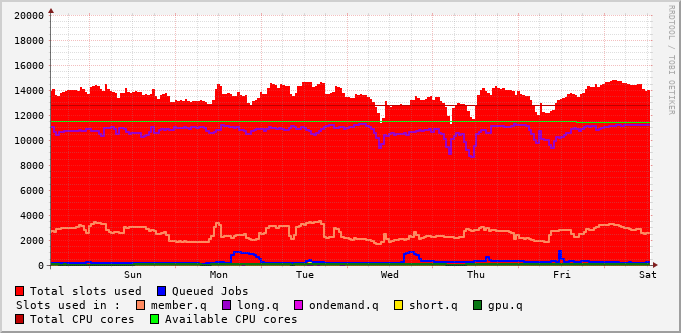 20000
18000
16000
14000
12000
10000
8000
6000
4000
2000
0
Sun Mon Tue Wed Thu Fri Sat
RRDTOOL / TOBI OETIKER
Total slots used Queued Jobs
Slots used in : member.q long.q ondemand.q short.q gpu.q
Total CPU cores Available CPU cores